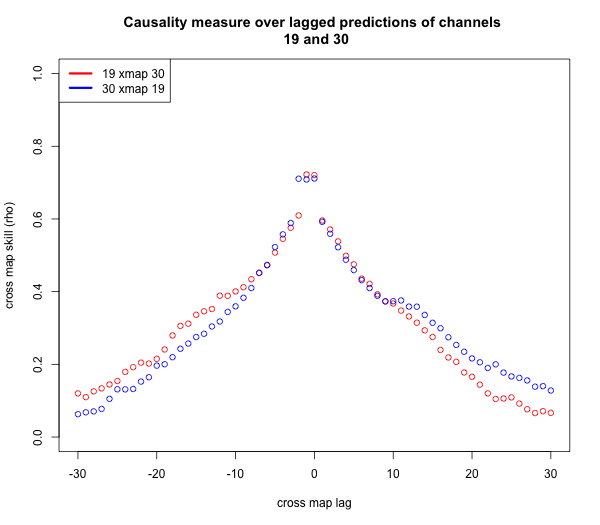 Causality measure over lagged predictions of channels
19 and 30
19 xmap 30
30 xmap 19
cross map skill (rho)
1.0
0.8
0.6
0.4
0.2
0.0
-30 -20 -10 0 10 20 30
cross map lag